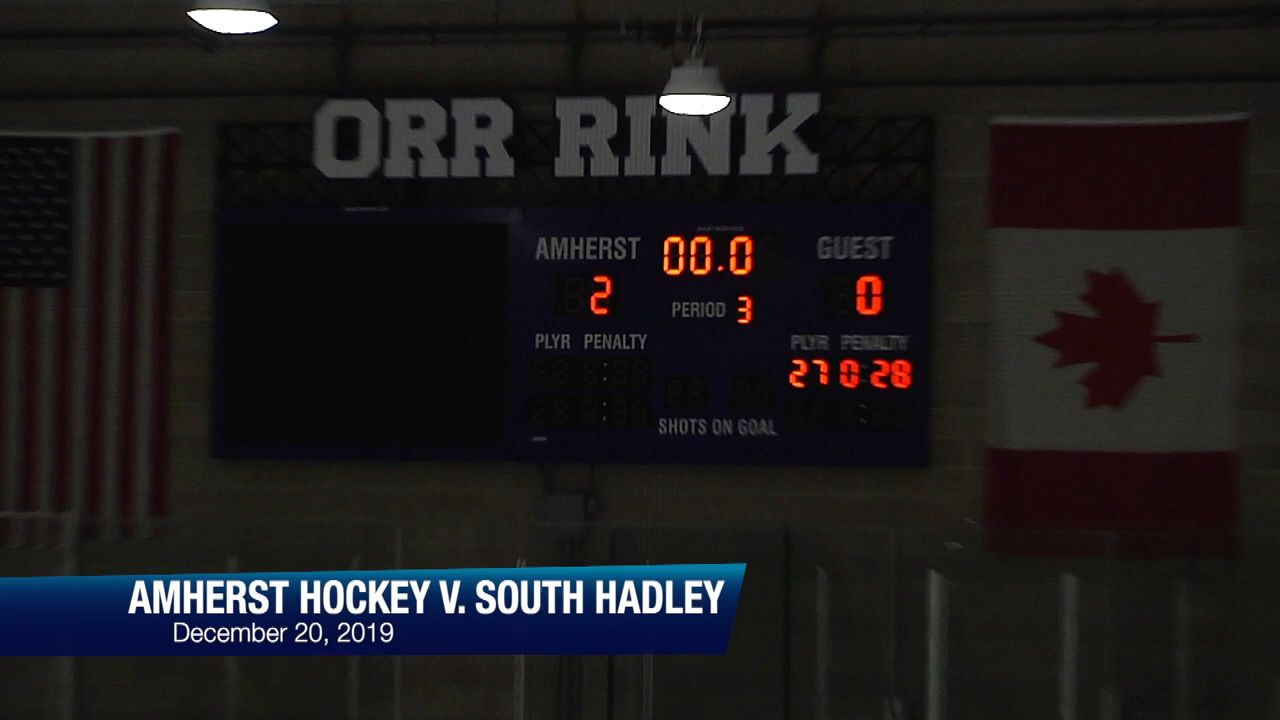 ORR RINK
AMHERST 00.0 GUEST
2 PERIOD 3 0
PLYR PENALTY PLYR PENALTY
27 0:28
SHOTS ON GOAL
AMHERST HOCKEY V. SOUTH HADLEY
December 20, 2019